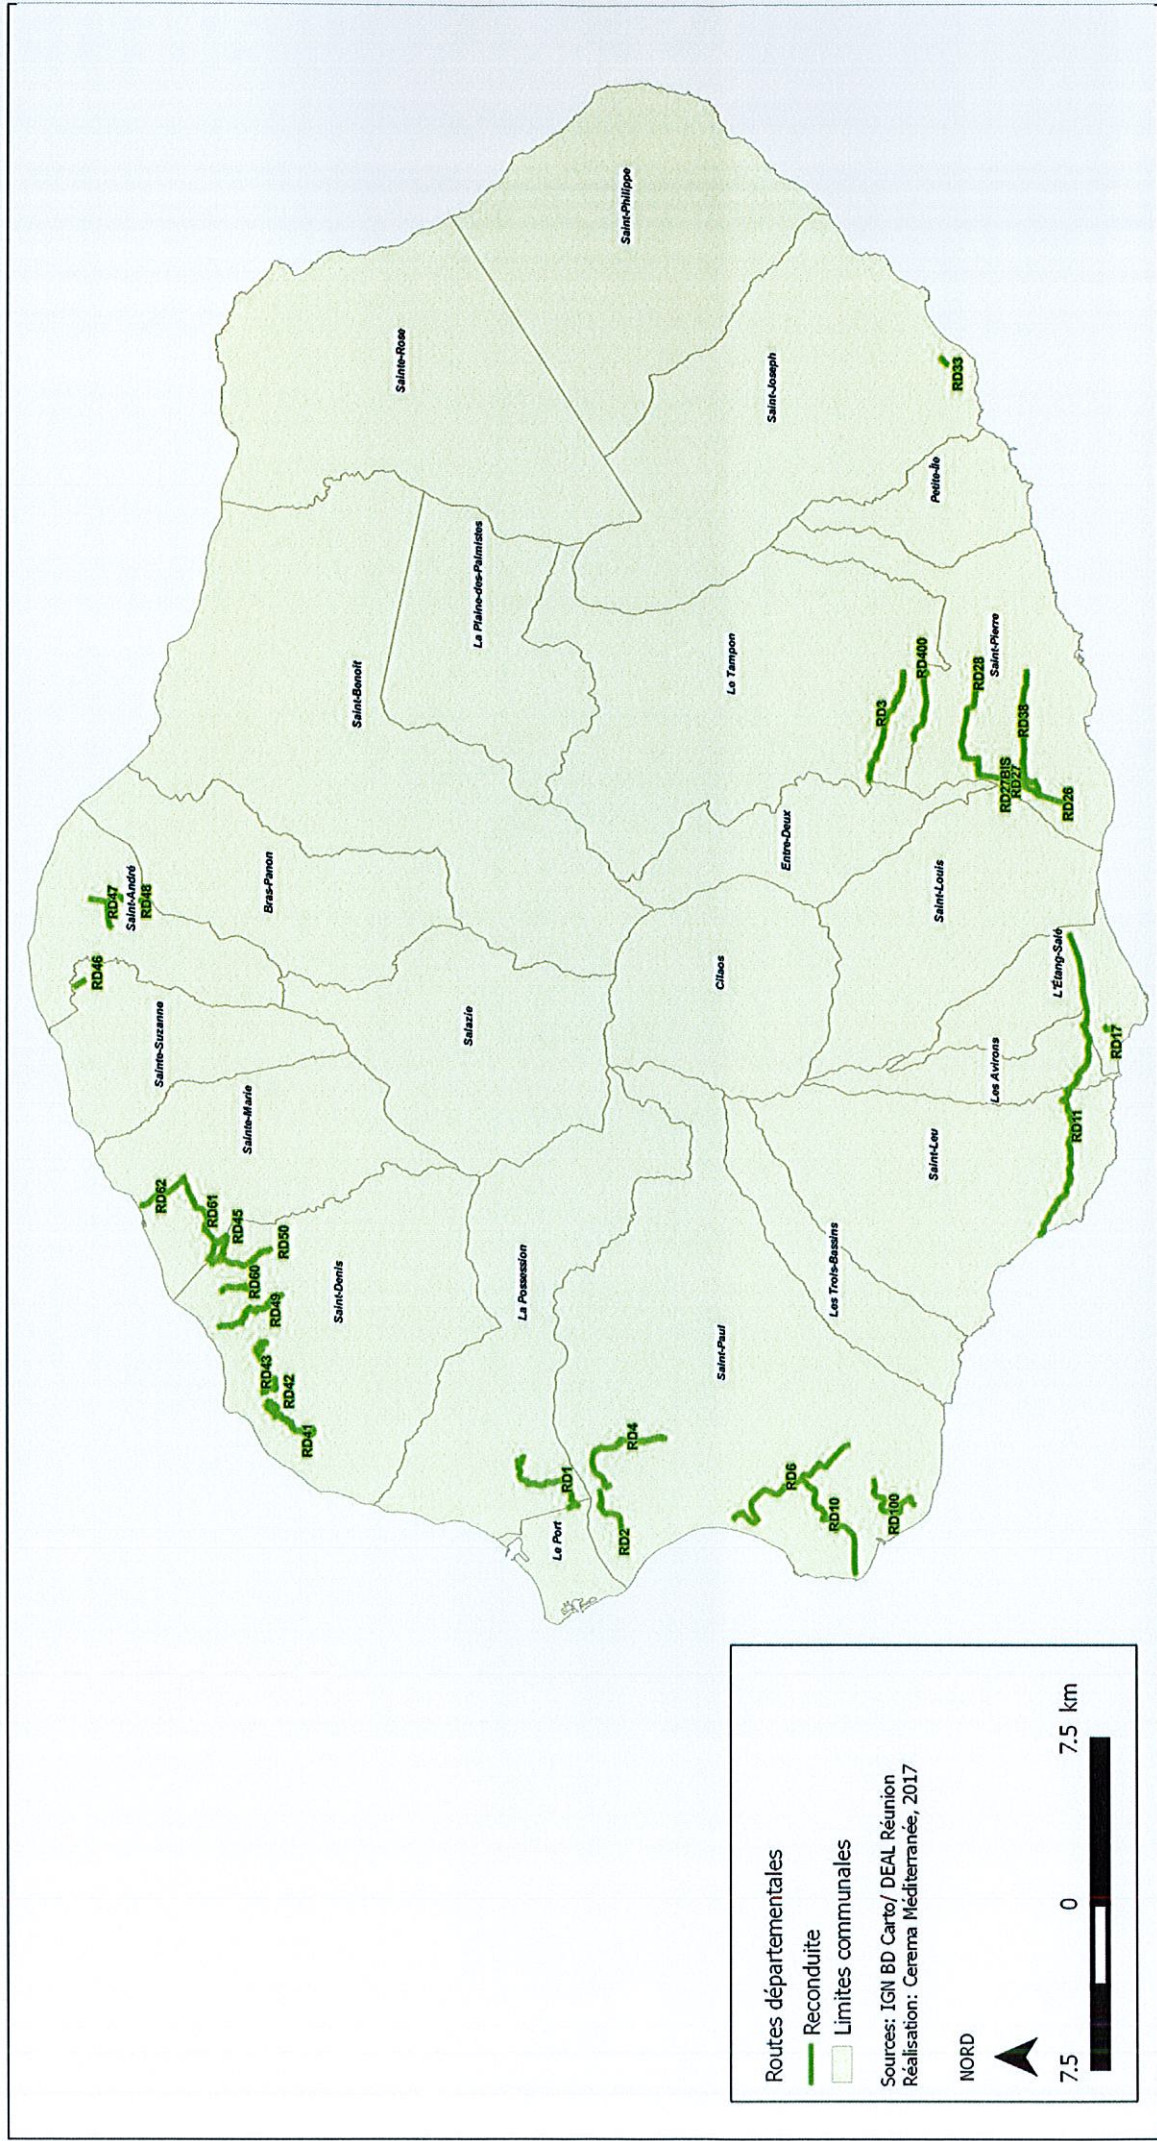 RD62
RD61
RD45
RD50
RD60
RD49
RD43
RD42
RD41
RD46
RD47
RD48
Saint-André
Sainte-Suzanne
Sainte-Marie
Saint-Denis
Bras-Panon
Saint-Benoit
Sainte-Rose
Salazie
La Plaine-des-Palmistes
La Possession
Le Port
RD1
RD2
RD4
Saint-Philippe
Cilaos
Le Tampon
Saint-Paul
Saint-Joseph
Entre-Deux
Les Trois-Bassins
RD6
RD10
RD100
RD3
RD400
Saint-Louis
Saint-Leu
Petite-Île
RD33
RD28
Saint-Pierre
RD27BIS
RD27
RD38
RD26
Les Avirons
L'Étang-Salé
RD11
RD17
Routes départementales
Reconduite
Limites communales
Sources: IGN BD Carto/ DEAL Réunion
Réalisation: Cerema Méditerranée, 2017
NORD
7.5 0 7.5 km